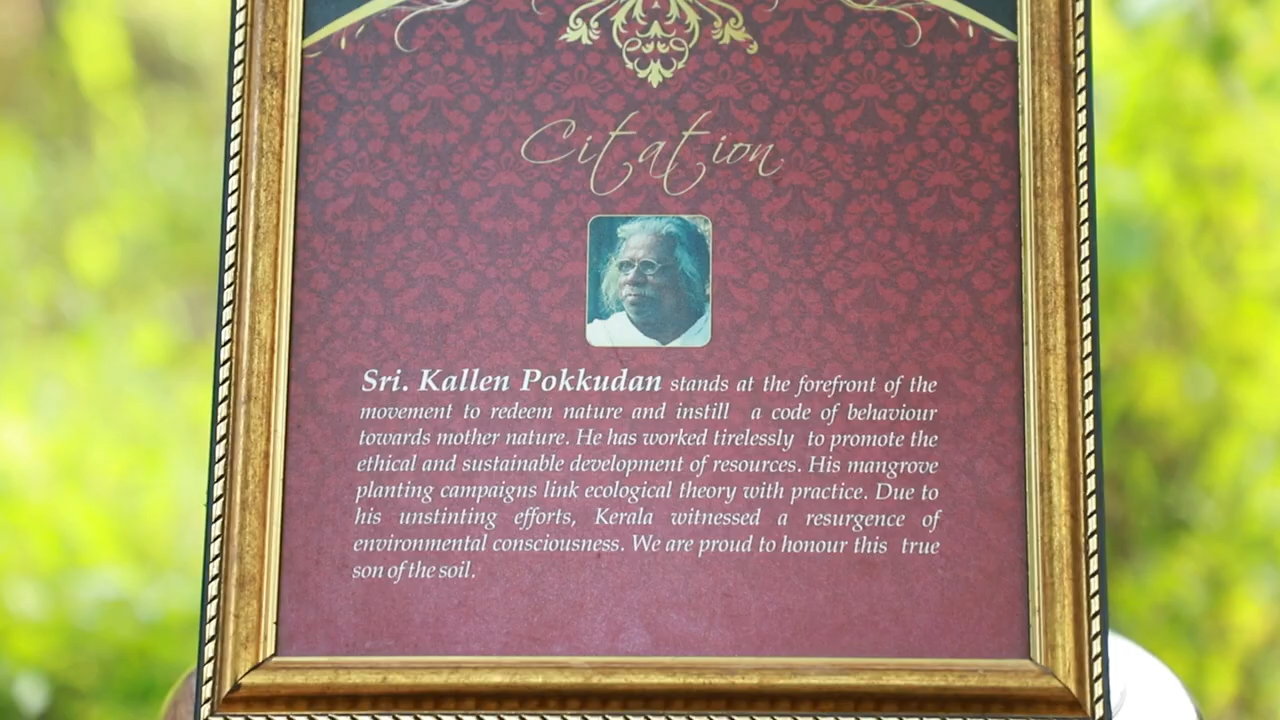 Citation
Sri. Kallen Pokkudan stands at the forefront of the
movement to redeem nature and instill a code of behaviour
towards mother nature. He has worked tirelessly to promote the
ethical and sustainable development of resources. His mangrove
planting campaigns link ecological theory with practice. Due to
his unstinting efforts, Kerala witnessed a resurgence of
environmental consciousness. We are proud to honour this true
son of the soil.